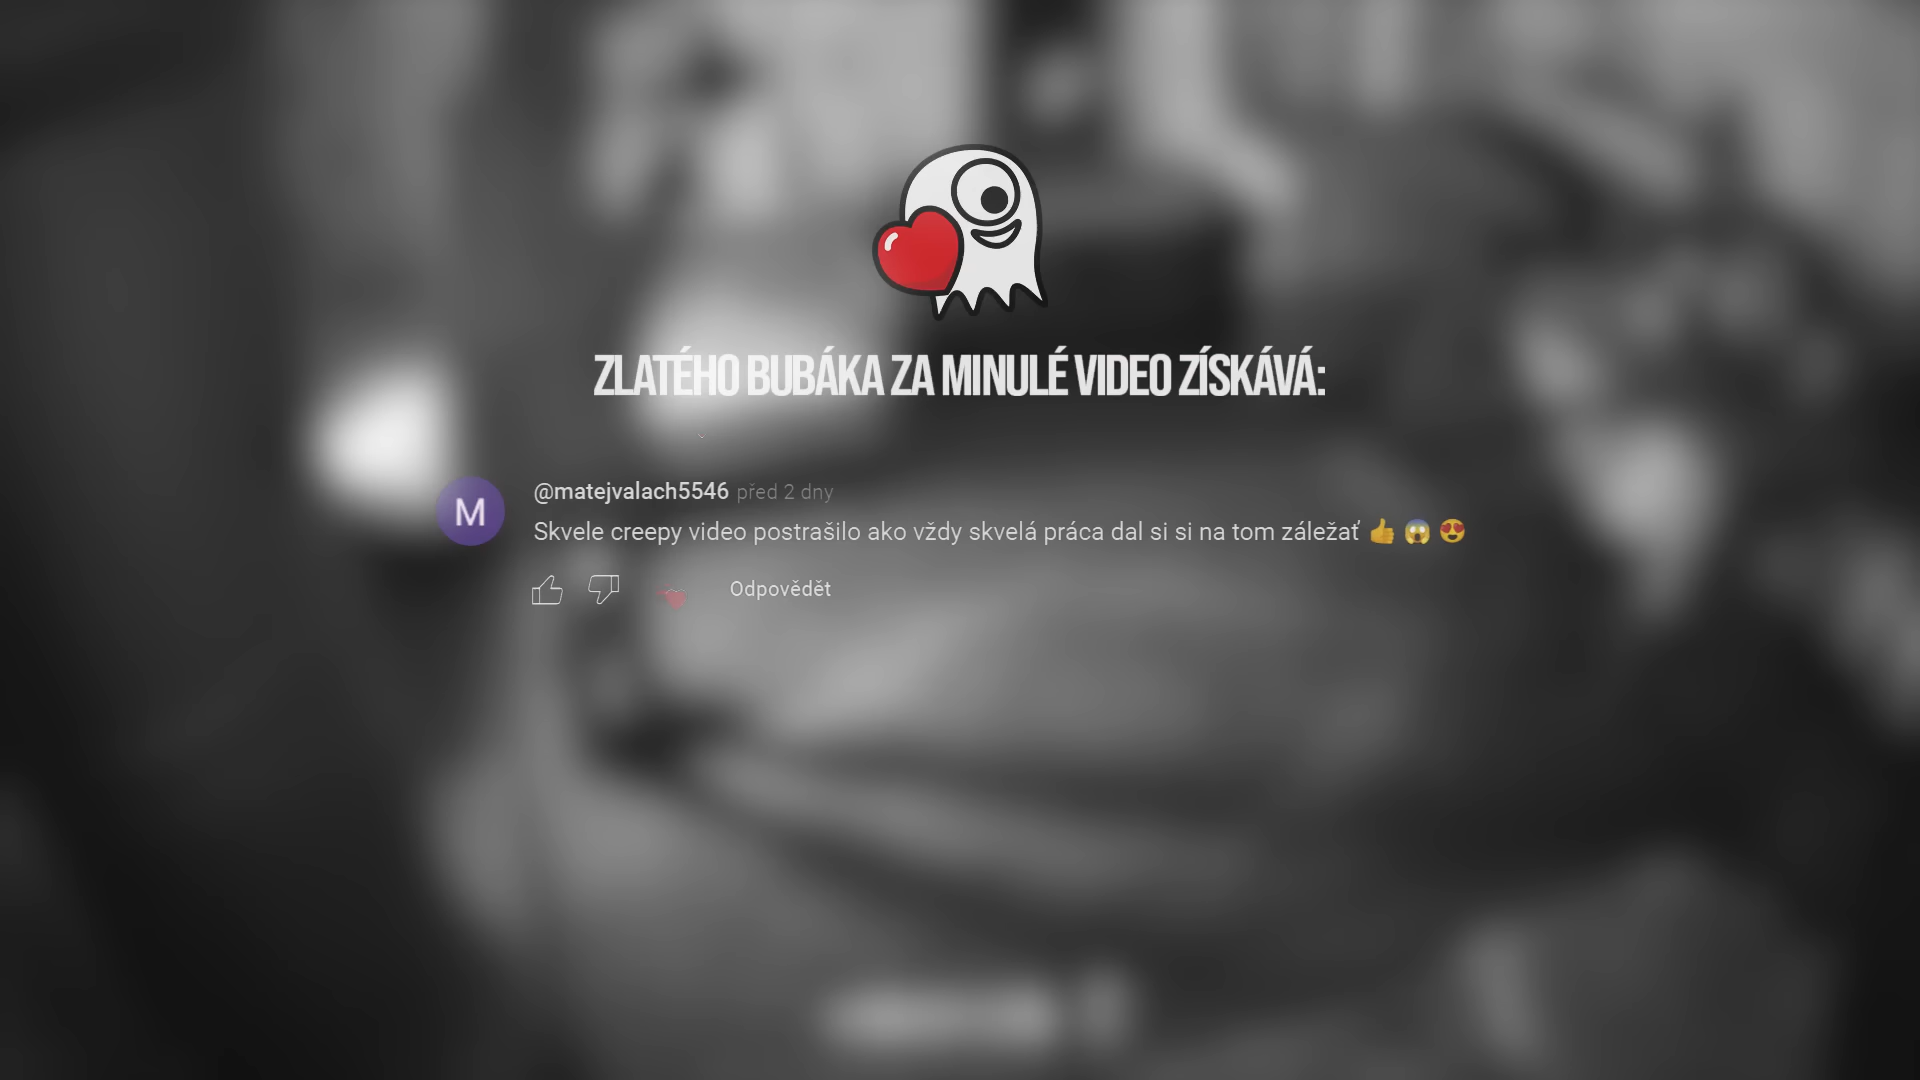 ZLATÉHO BUBÁKA ZA MINULÉ VIDEO ZÍSKÁVÁ:
M
@matejvalach5546 před 2 dny
Skvele creepy video postrašilo ako vždy skvelá práca dal si si na tom záležať 👍 😱 😍
Odpovědět